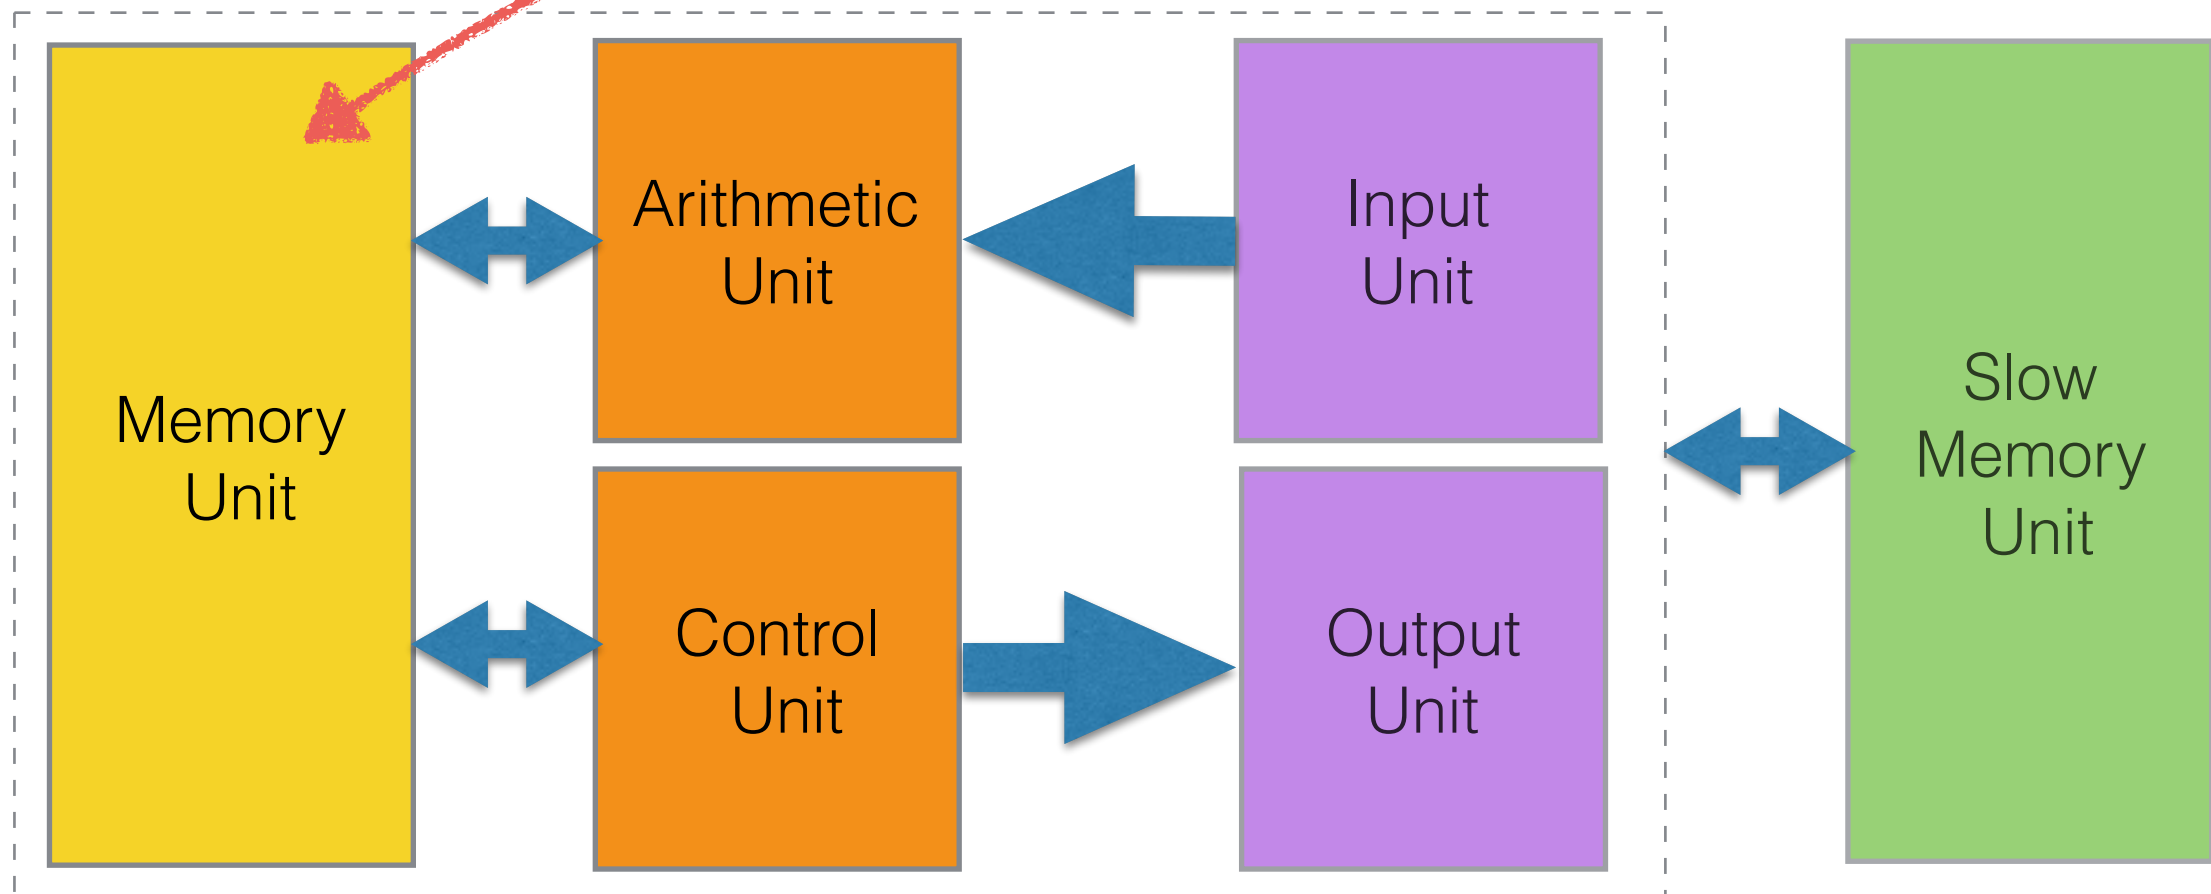 Memory
Unit
Arithmetic
Unit
Control
Unit
Input
Unit
Output
Unit
Slow
Memory
Unit